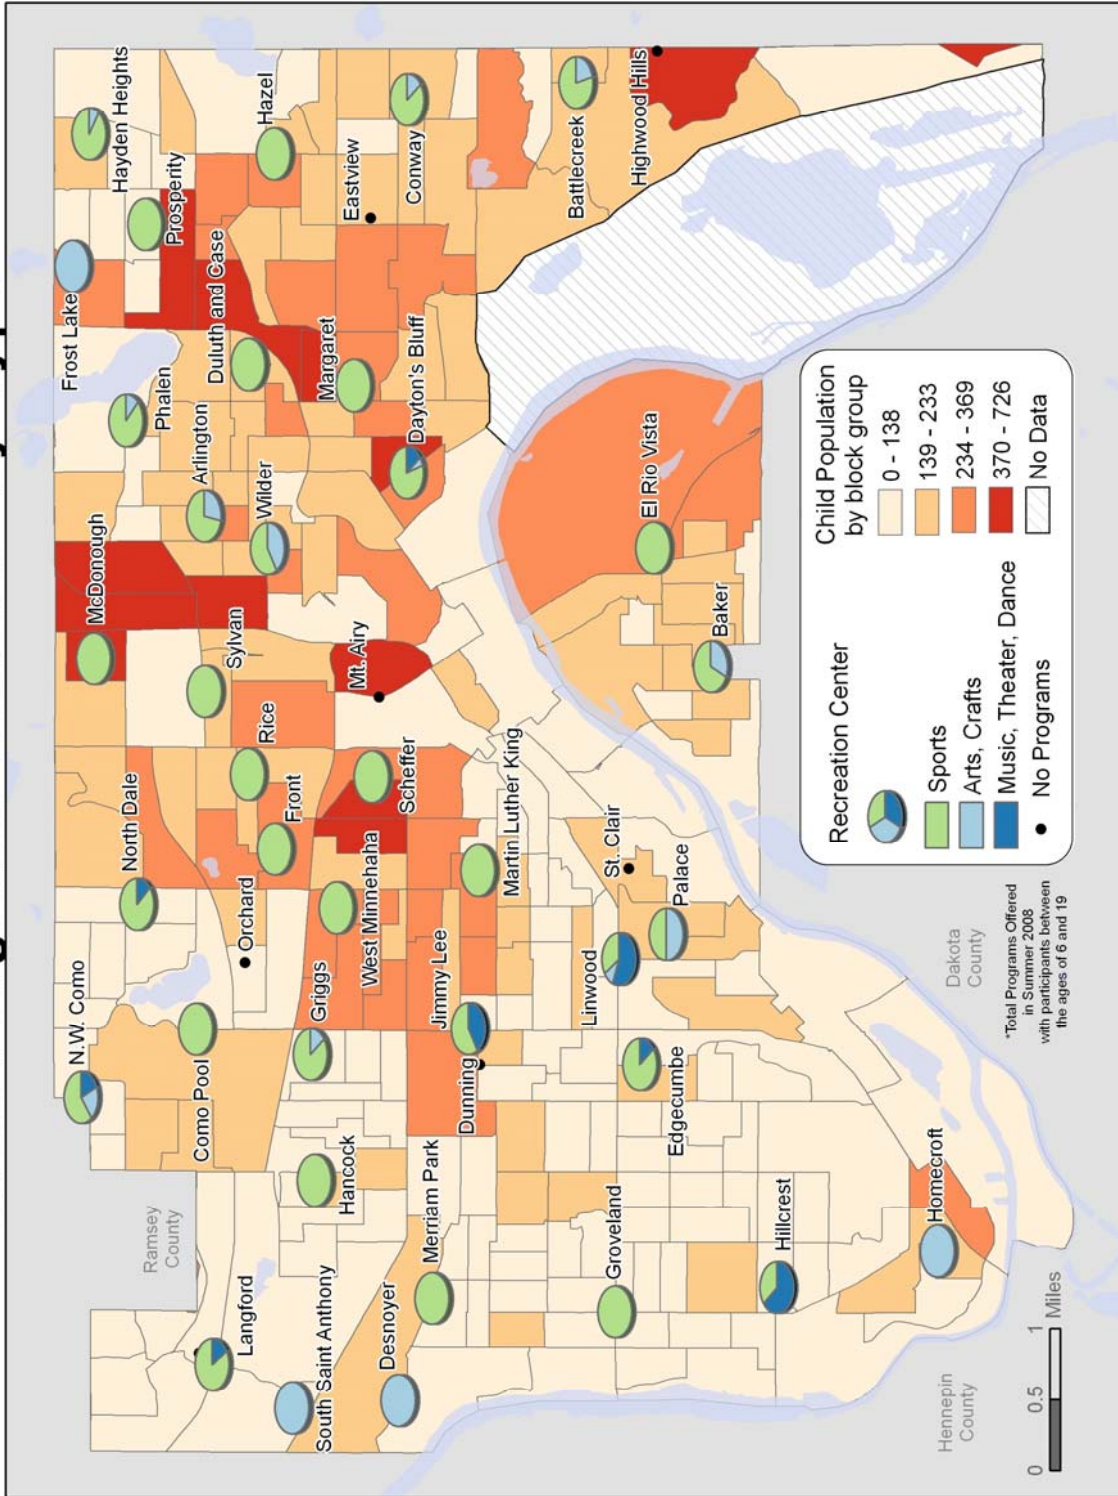 Hayden Heights
Frost Lake
Prosperity
Hazel
Phalen
Duluth and Case
Arlington
McDonough
Wilder
Margaret
Eastview
Conway
Dayton's Bluff
Battlecreek
Highwood Hills
Sylvan
Mt. Airy
Rice
Front
North Dale
Scheffer
Orchard
West Minnehaha
N.W. Como
Como Pool
Griggs
Jimmy Lee
Dunning
Martin Luther King
El Rio Vista
Baker
St. Clair
Palace
Linwood
Edgecumbe
Hancock
Merriam Park
Groveland
Hillcrest
Homecroft
Langford
South Saint Anthony
Desnoyer
Ramsey
County
Hennepin
County
Dakota
County
0 0.5 1
Miles
Recreation Center
Sports
Arts, Crafts
Music, Theater, Dance
No Programs
Child Population
by block group
0 - 138
139 - 233
234 - 369
370 - 726
No Data
*Total Programs Offered
in Summer 2008
with participants between
the ages of 6 and 19